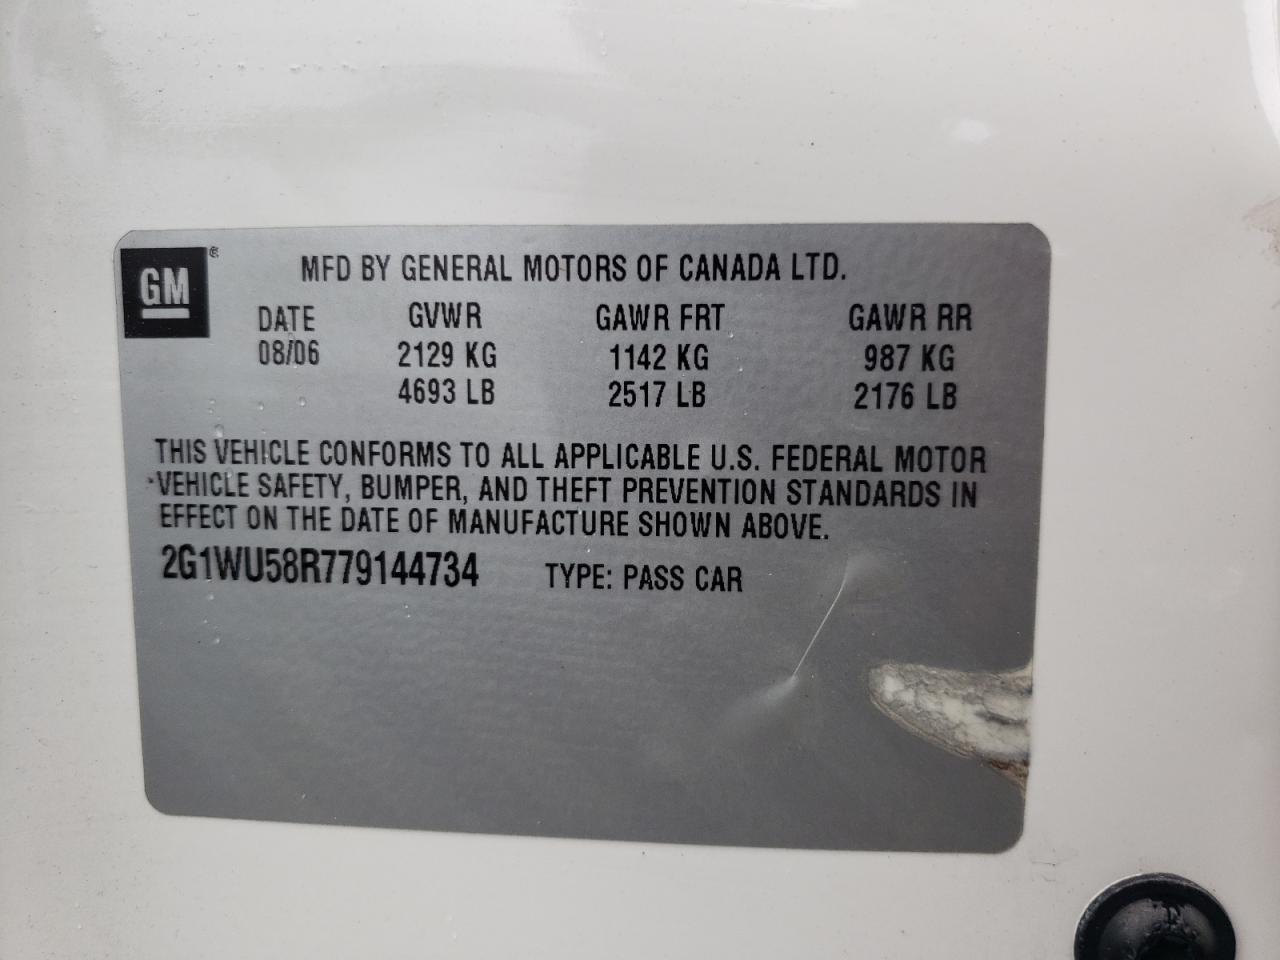 GM®
MFD BY GENERAL MOTORS OF CANADA LTD.
DATE GVWR GAWR FRT GAWR RR
08/06 2129 KG 1142 KG 987 KG
4693 LB 2517 LB 2176 LB
THIS VEHICLE CONFORMS TO ALL APPLICABLE U.S. FEDERAL MOTOR
VEHICLE SAFETY, BUMPER, AND THEFT PREVENTION STANDARDS IN
EFFECT ON THE DATE OF MANUFACTURE SHOWN ABOVE.
2G1WU58R779144734 TYPE: PASS CAR